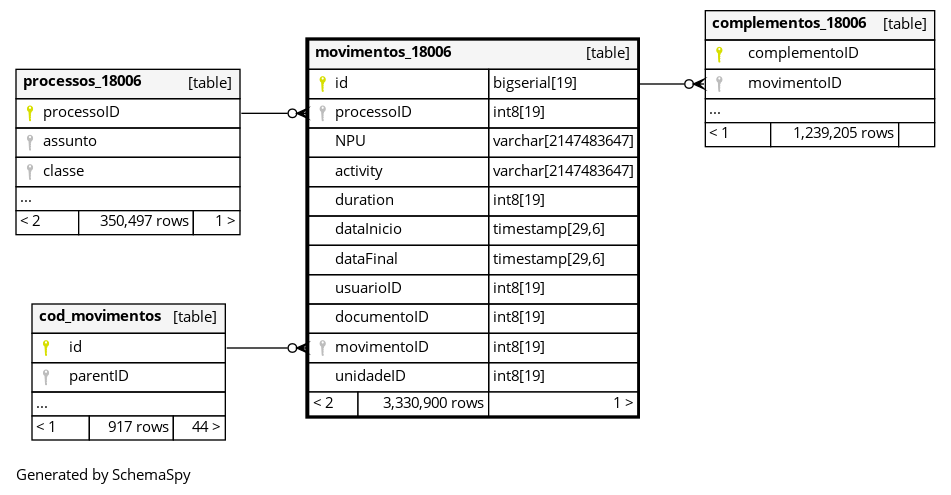 processos_18006 [table]
processoID
assunto
classe
...
< 2 350,497 rows 1 >
cod_movimentos [table]
id
parentID
...
< 1 917 rows 44 >
movimentos_18006 [table]
id bigserial[19]
processoID int8[19]
NPU varchar[2147483647]
activity varchar[2147483647]
duration int8[19]
dataInicio timestamp[29,6]
dataFinal timestamp[29,6]
usuarioID int8[19]
documentoID int8[19]
movimentoID int8[19]
unidadeID int8[19]
< 2 3,330,900 rows 1 >
complementos_18006 [table]
complementoID
movimentoID
...
< 1 1,239,205 rows
Generated by SchemaSpy